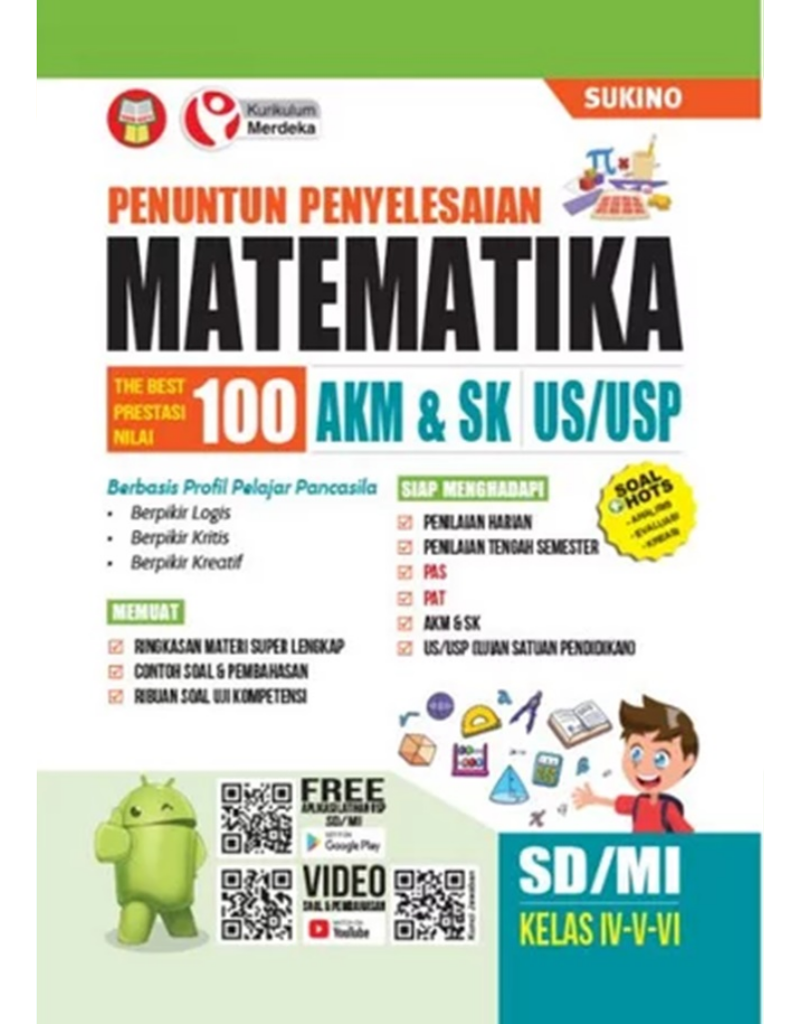 SUKINO
Kurikulum
Merdeka
PENUNTUN PENYELESAIAN
MATEMATIKA
THE BEST
PRESTASI
NILAI
100
AKM & SK
US/USP
Berbasis Profil Pelajar Pancasila
• Berpikir Logis
• Berpikir Kritis
• Berpikir Kreatif
MEMUAT
RINGKASAN MATERI SUPER LENGKAP
CONTOH SOAL & PEMBAHASAN
RIBUAN SOAL UJI KOMPETENSI
SIAP MENGHADAPI
PENILAIAN HARIAN
PENILAIAN TENGAH SEMESTER
PAS
PAT
AKM & SK
US/USP (UJIAN SATUAN PENDIDIKAN)
SOAL
HOTS
- ANALISIS
- EVALUASI
- KREASI
FREE
SD/MI
Google Play
VIDEO
SOAL & PEMBAHASAN
YouTube
Kunci Jawaban
SD/MI
KELAS IV-V-VI